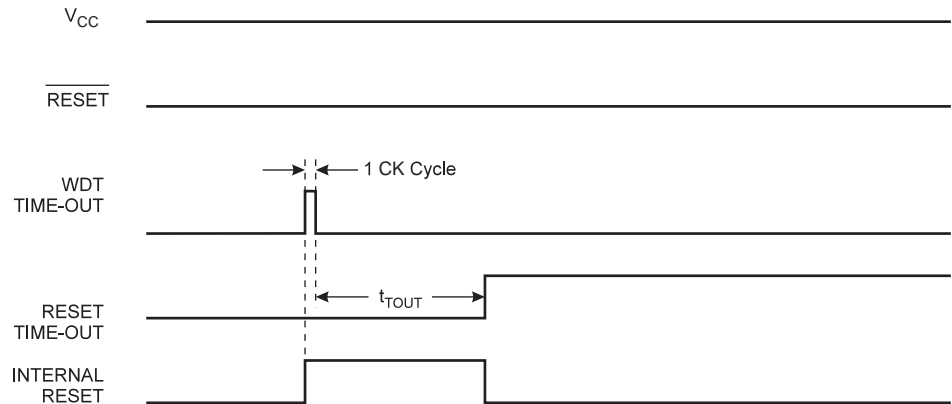 VCC
RESET
1 CK Cycle
WDT
TIME-OUT
tTOUT
RESET
TIME-OUT
INTERNAL
RESET